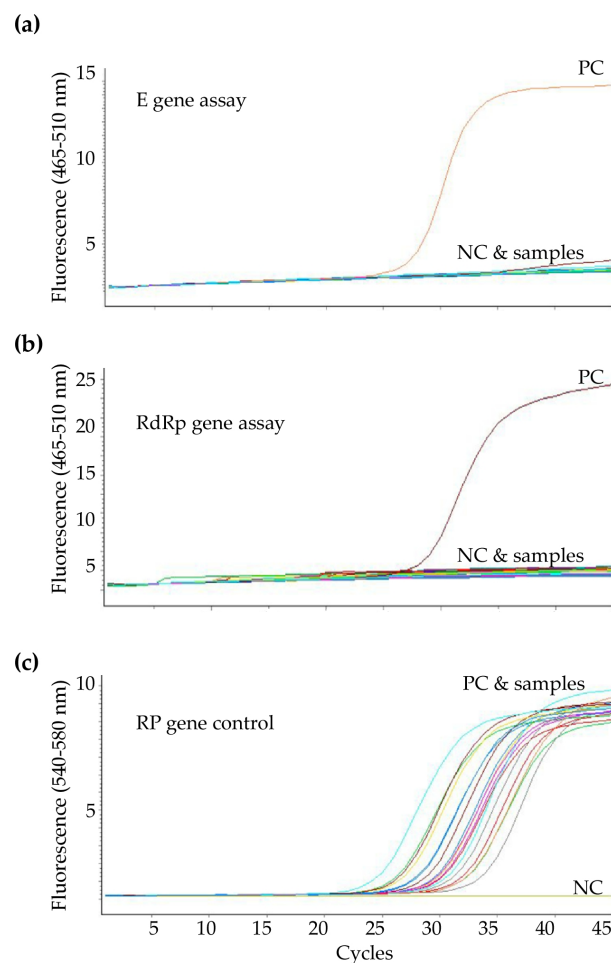 (a)
15
PC
E gene assay
10
5
NC & samples
Fluorescence (465-510 nm)
(b)
25
PC
20
RdRp gene assay
15
10
5
NC & samples
Fluorescence (465-510 nm)
(c)
10
PC & samples
RP gene control
5
NC
Fluorescence (540-580 nm)
5 10 15 20 25 30 35 40 45
Cycles